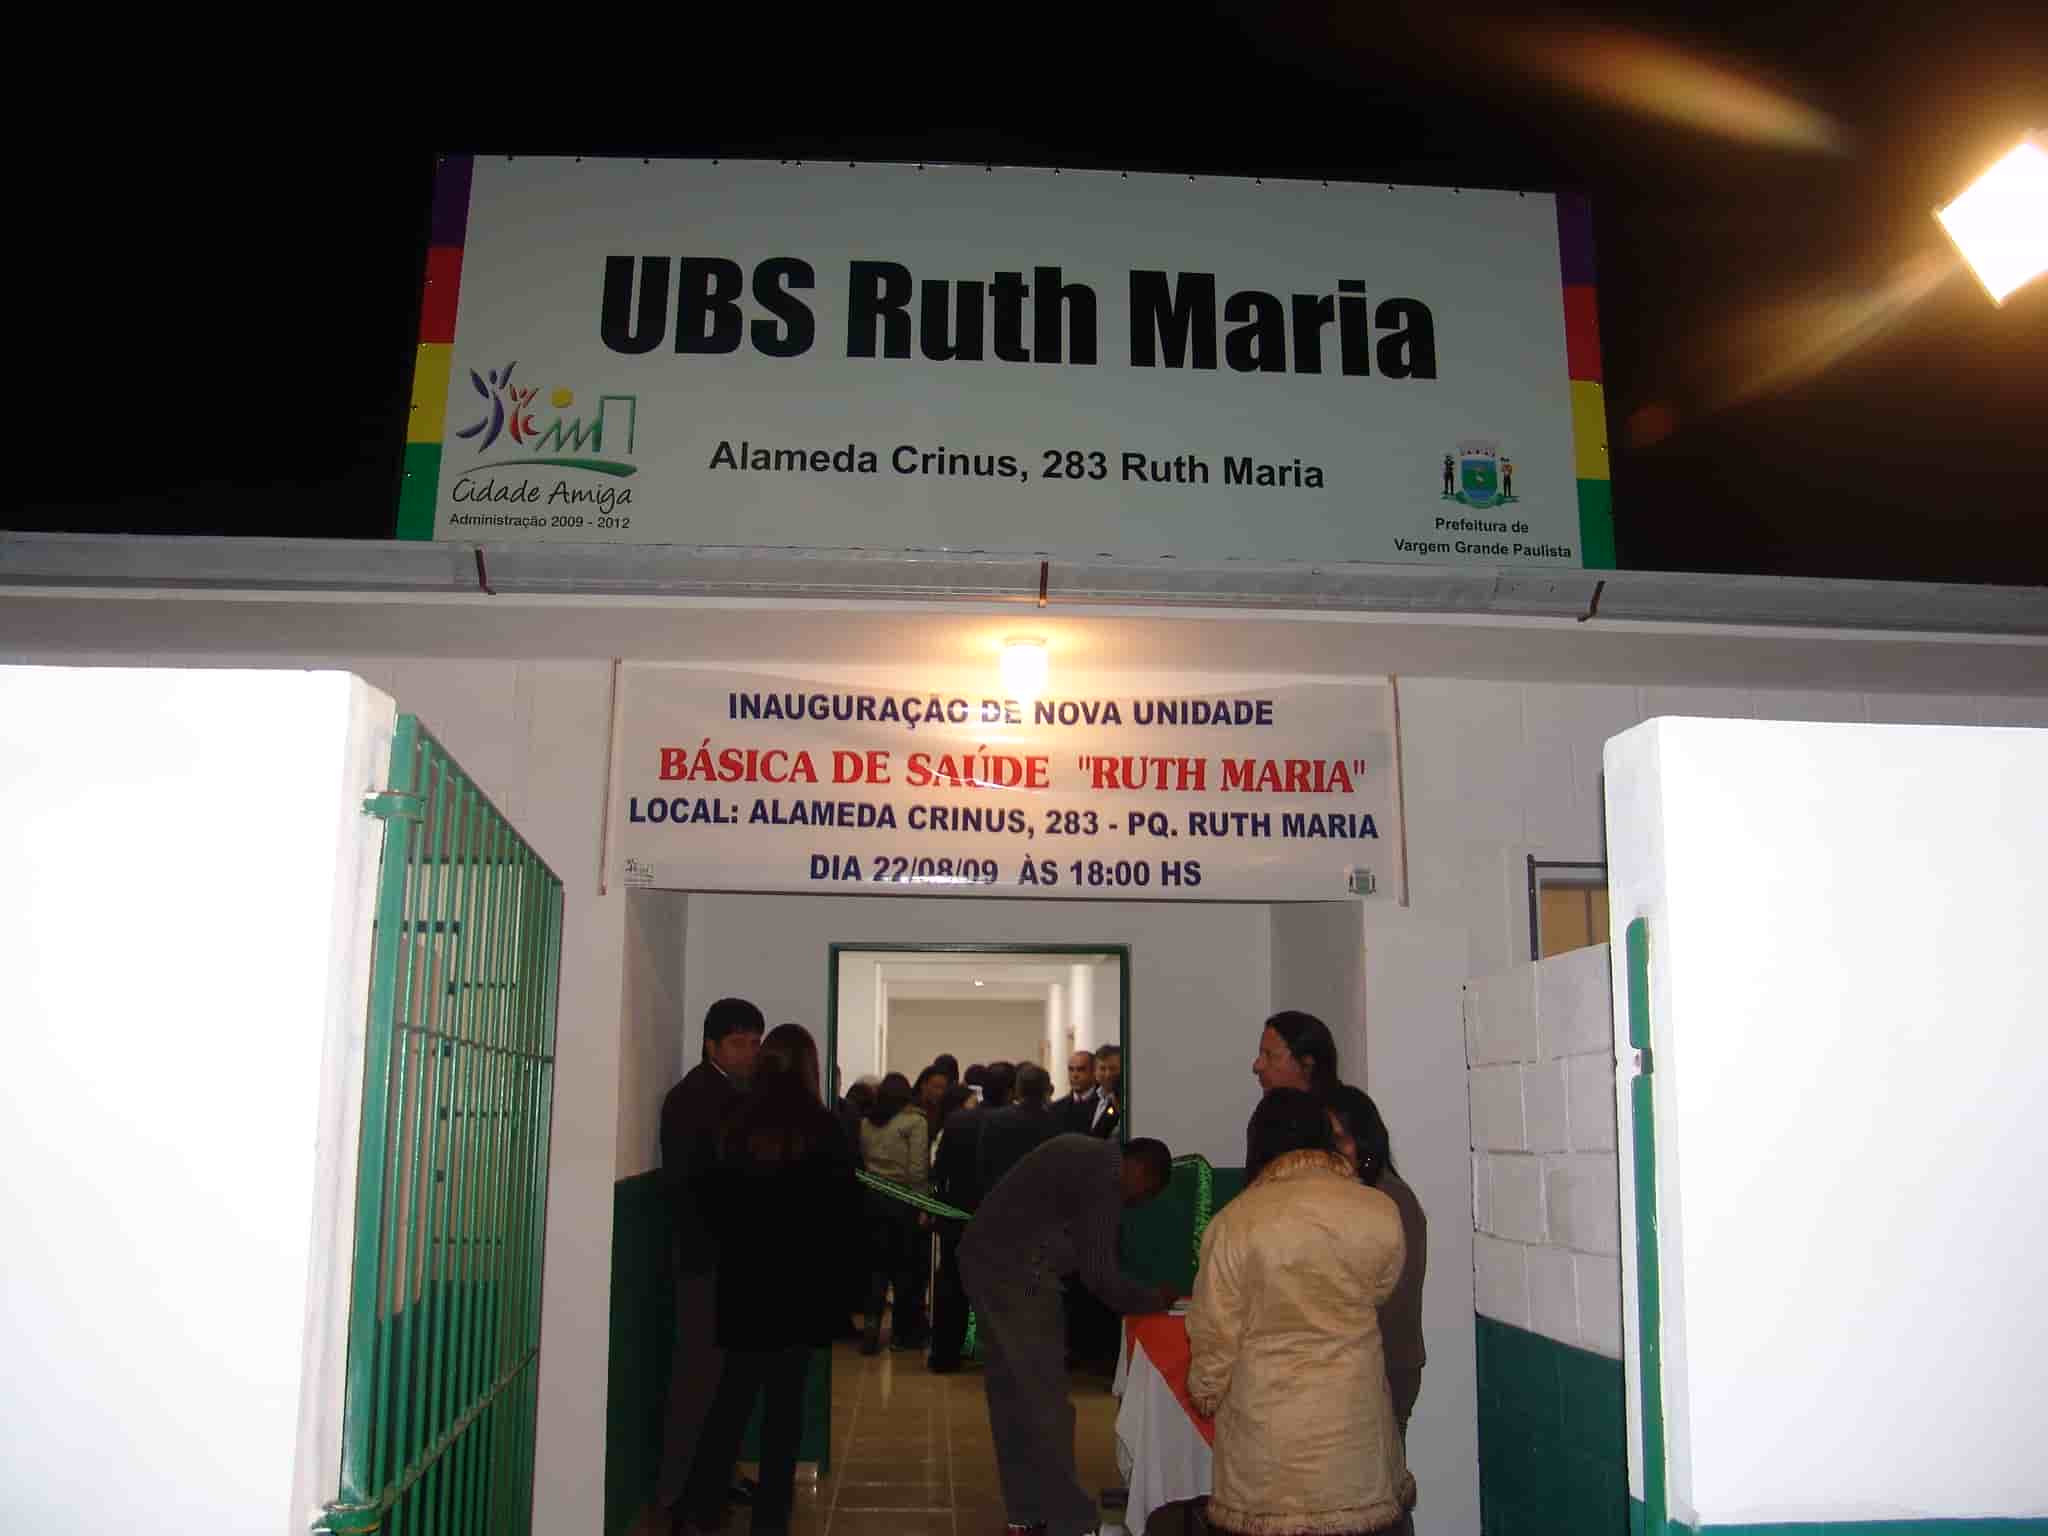 UBS Ruth Maria
Alameda Crinus, 283 Ruth Maria
Cidade Amiga
Administração 2009 - 2012
Prefeitura de
Vargem Grande Paulista
INAUGURAÇÃO DE NOVA UNIDADE
BÁSICA DE SAÚDE "RUTH MARIA"
LOCAL: ALAMEDA CRINUS, 283 - PQ. RUTH MARIA
DIA 22/08/09 ÀS 18:00 HS